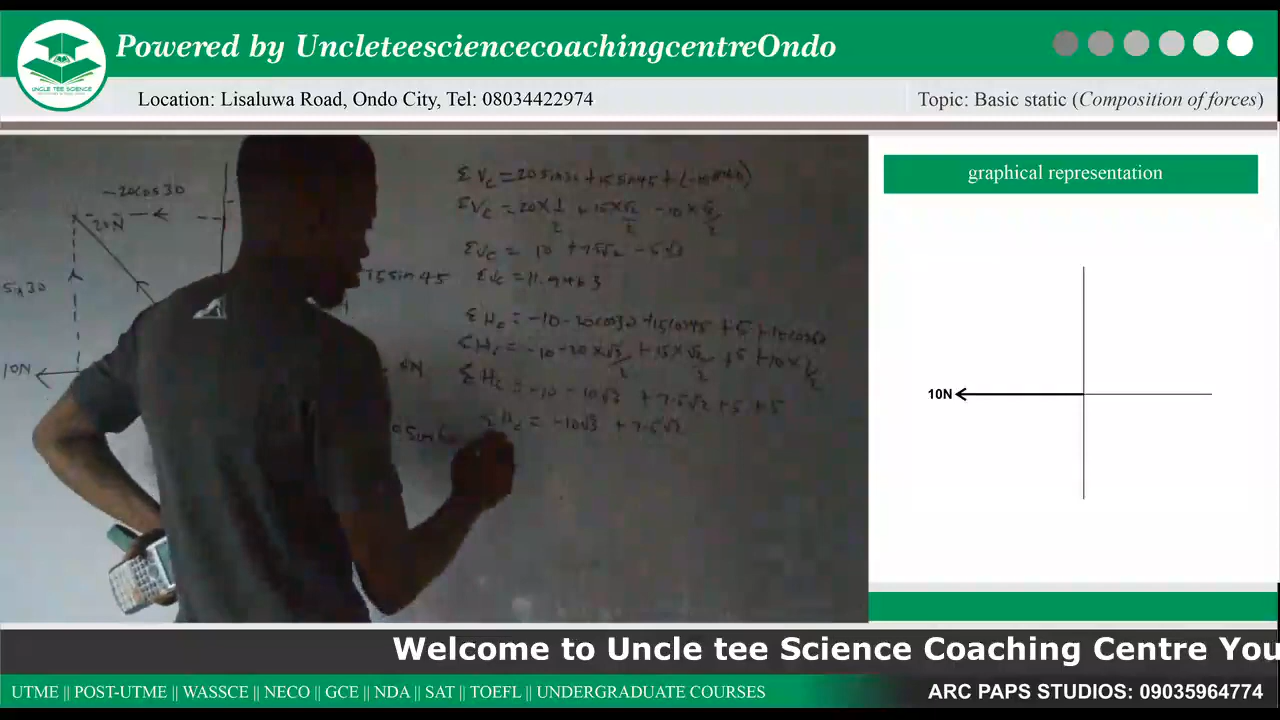 Powered by UncleteesciencecoachingcentreOndo
UNCLE TEE SCIENCE
Location: Lisaluwa Road, Ondo City, Tel: 08034422974
Topic: Basic static (Composition of forces)
graphical representation
10N
-20cos30
20N
Sin30
10N
15sin45
ΣVc = 20sin30 + 15sin45 +
ΣVc = 20 × 1/2 + 15 × √2/2 - 10 × √3/2
ΣVc = 10 + 7.5√2 - 5√3
ΣVc = 11.9463
ΣHc = -10 - 20cos30 + 15cos45 + 5 + 10cos60
ΣHc = -10 - 20 × √3/2 + 15 × √2/2 + 5 + 10 × 1/2
ΣHc = -10 - 10√3 + 7.5√2 + 5 + 5
ΣHc = -10√3 + 7.5√2
Welcome to Uncle tee Science Coaching Centre You
UTME || POST-UTME || WASSCE || NECO || GCE || NDA || SAT || TOEFL || UNDERGRADUATE COURSES
ARC PAPS STUDIOS: 09035964774